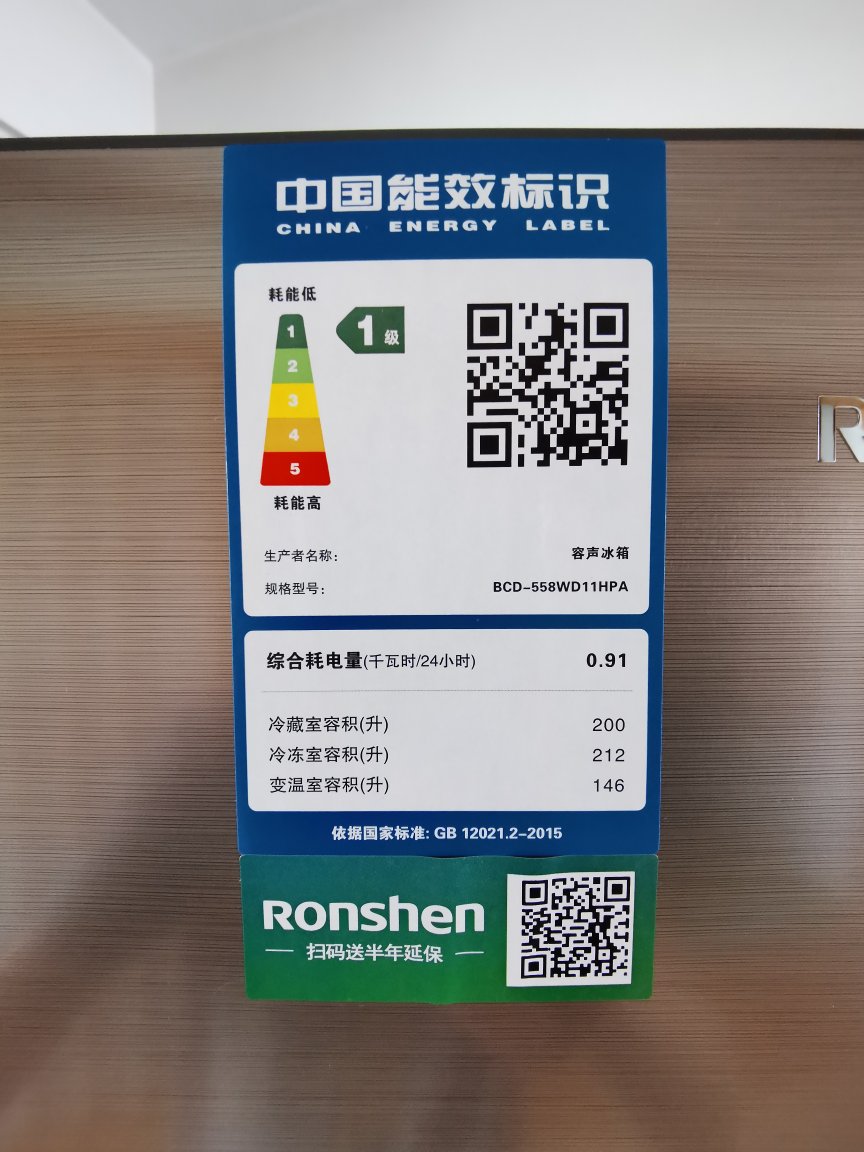 中国能效标识
CHINA ENERGY LABEL
耗能低
1
1级
2
3
4
5
耗能高
生产者名称: 容声冰箱
规格型号: BCD-558WD11HPA
综合耗电量(千瓦时/24小时) 0.91
冷藏室容积(升) 200
冷冻室容积(升) 212
变温室容积(升) 146
依据国家标准: GB 12021.2-2015
Ronshen
扫码送半年延保